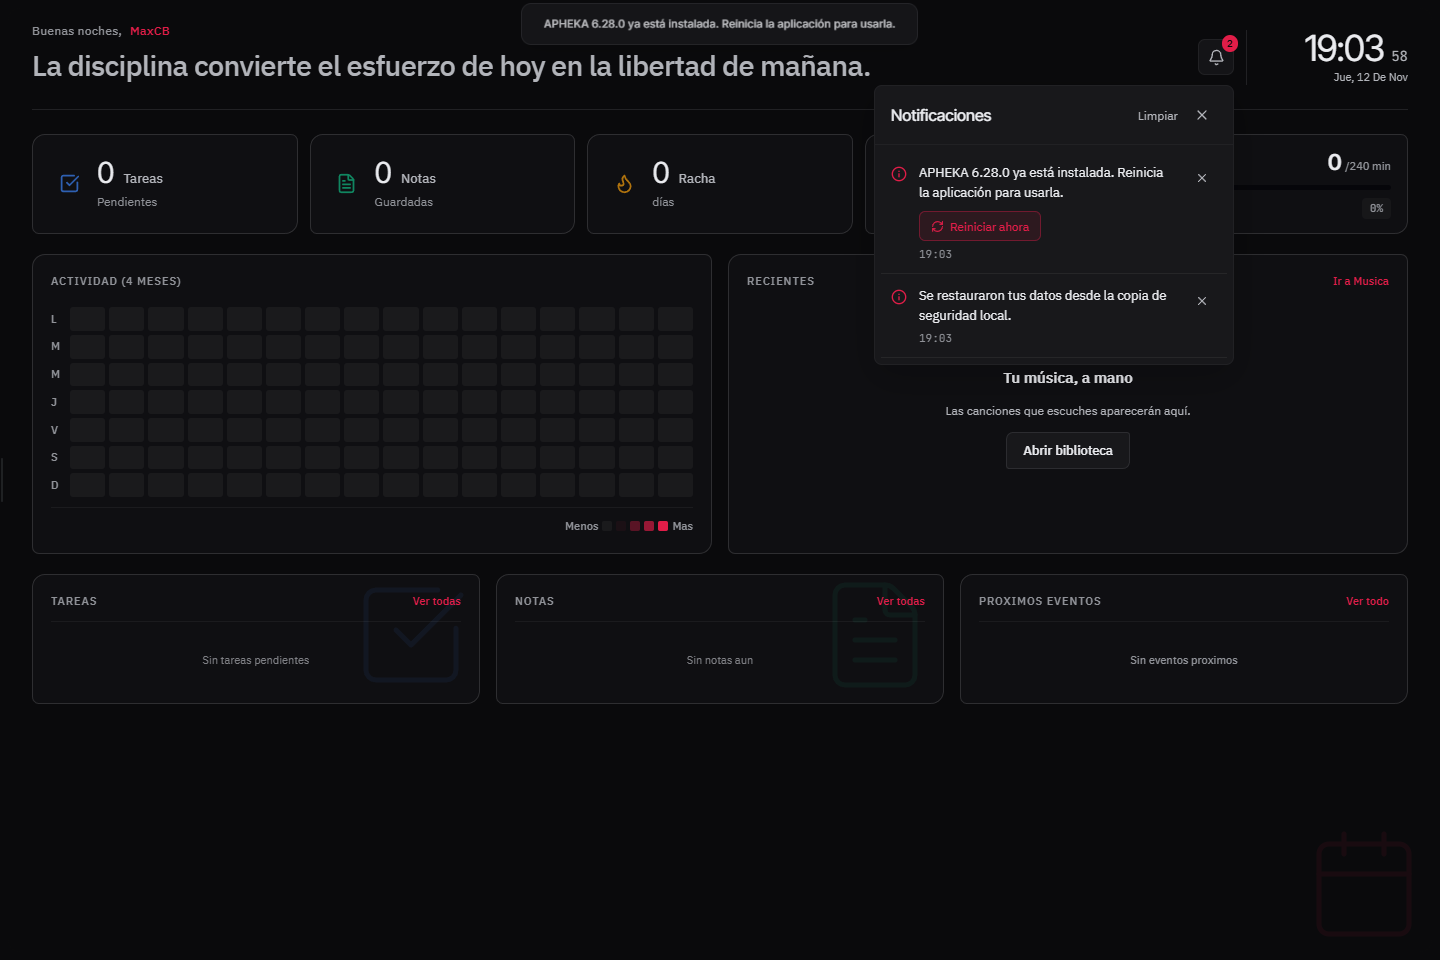 APHEKA 6.28.0 ya está instalada. Reinicia la aplicación para usarla.
Buenas noches, MaxCB
La disciplina convierte el esfuerzo de hoy en la libertad de mañana.
2
19:03 58
Jue, 12 De Nov
Notificaciones
Limpiar
APHEKA 6.28.0 ya está instalada. Reinicia
la aplicación para usarla.
Reiniciar ahora
19:03
Se restauraron tus datos desde la copia de
seguridad local.
19:03
0 Tareas
Pendientes
0 Notas
Guardadas
0 Racha
días
0 /240 min
0%
ACTIVIDAD (4 MESES)
L
M
M
J
V
S
D
Menos
Mas
RECIENTES
Ir a Musica
Tu música, a mano
Las canciones que escuches aparecerán aquí.
Abrir biblioteca
TAREAS
Ver todas
Sin tareas pendientes
NOTAS
Ver todas
Sin notas aun
PROXIMOS EVENTOS
Ver todo
Sin eventos proximos